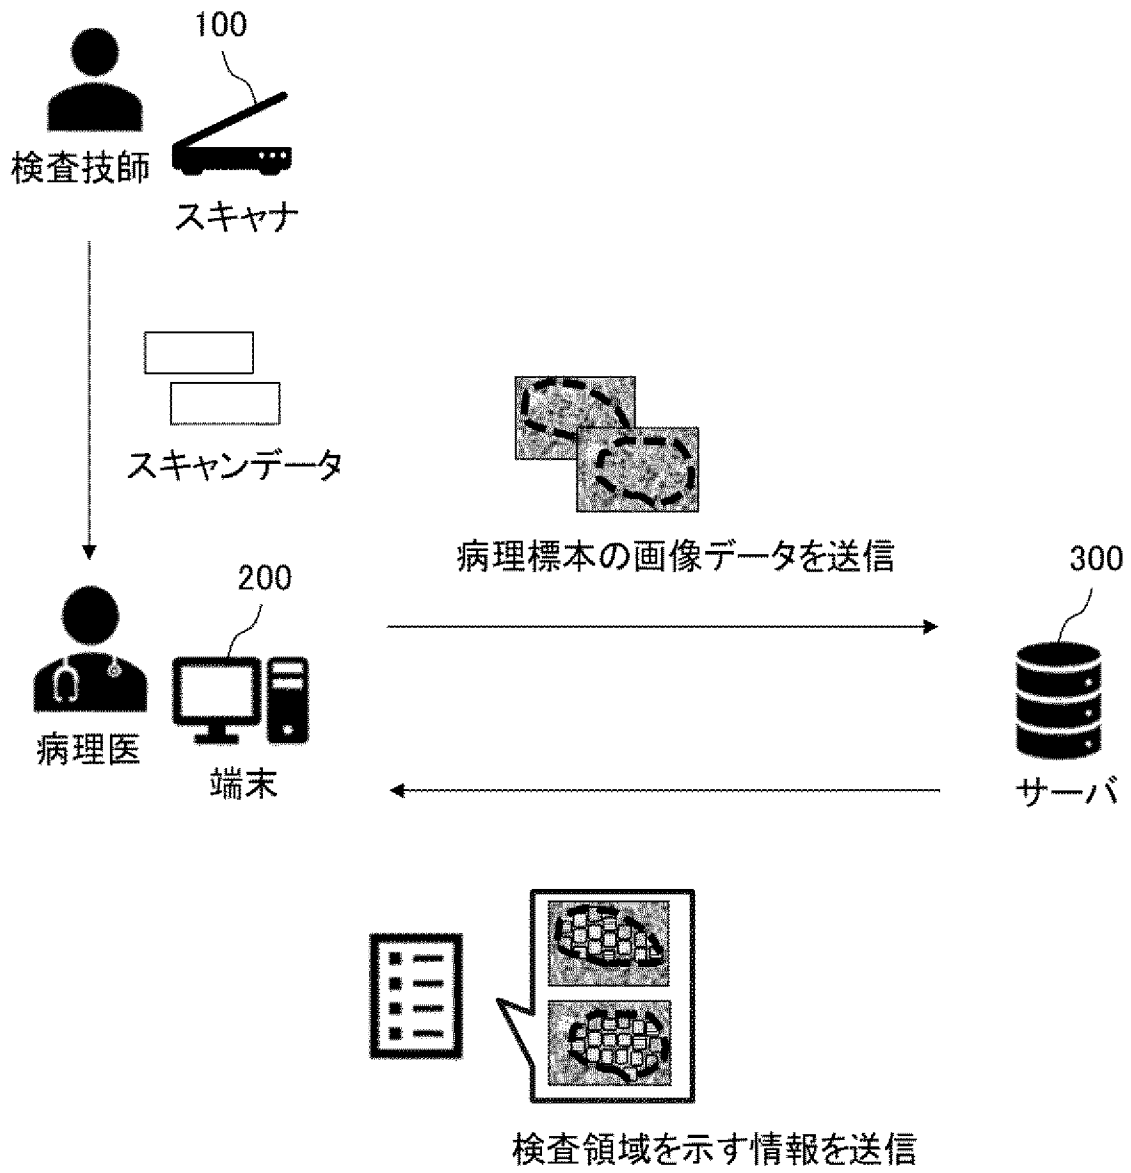 100
検査技師
スキャナ
スキャンデータ
病理標本の画像データを送信
200
300
病理医
端末
サーバ
検査領域を示す情報を送信